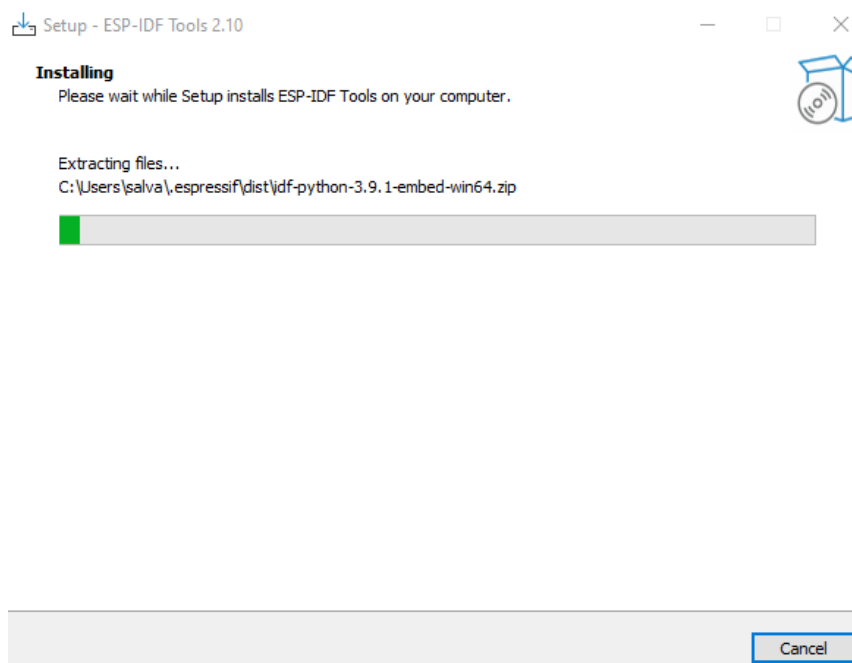 Setup - ESP-IDF Tools 2.10
Installing
Please wait while Setup installs ESP-IDF Tools on your computer.
Extracting files...
C:\Users\salva\.espressif\dist\idf-python-3.9.1-embed-win64.zip
Cancel